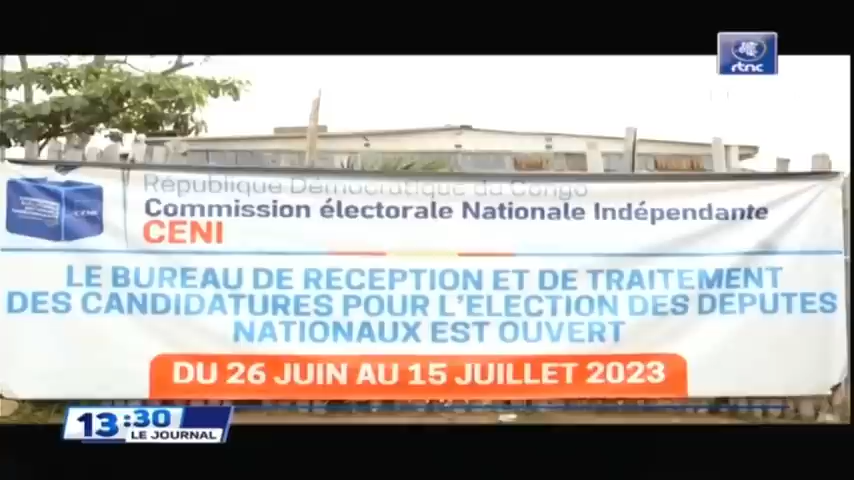 rtnc
République Démocratique du Congo
Commission électorale Nationale Indépendante
CENI
CENI
LE BUREAU DE RECEPTION ET DE TRAITEMENT
DES CANDIDATURES POUR L'ELECTION DES DEPUTES
NATIONAUX EST OUVERT
DU 26 JUIN AU 15 JUILLET 2023
13:30
LE JOURNAL